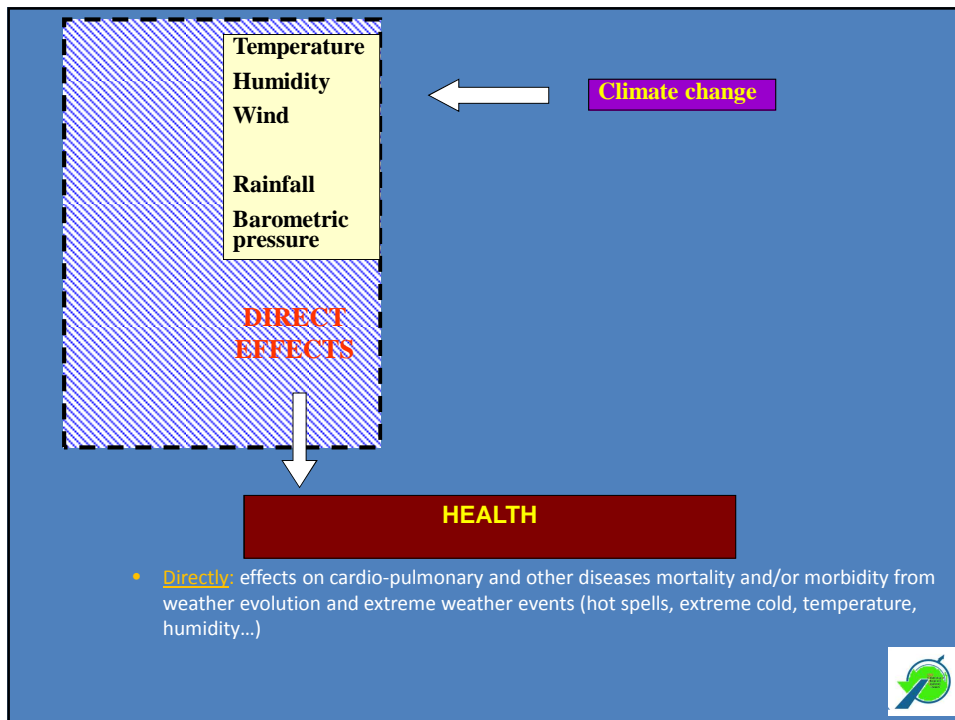 Temperature
Humidity
Climate change
Wind
Rainfall
Barometric
pressure
DIRECT
EFFECTS
HEALTH
• Directly: effects on cardio-pulmonary and other diseases mortality and/or morbidity from
weather evolution and extreme weather events (hot spells, extreme cold, temperature,
humidity…)